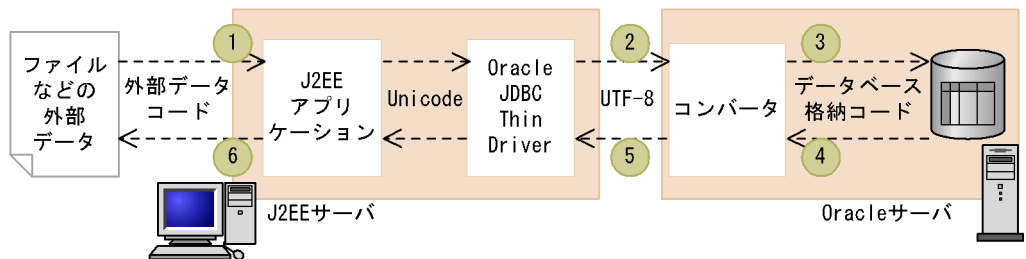 ファイル
などの
外部
データ
1
外部データ
コード
6
J2EE
アプリ
ケーション
Unicode
Oracle
JDBC
Thin
Driver
2
UTF-8
5
コンバータ
3
データベース
格納コード
4
J2EEサーバ
Oracleサーバ